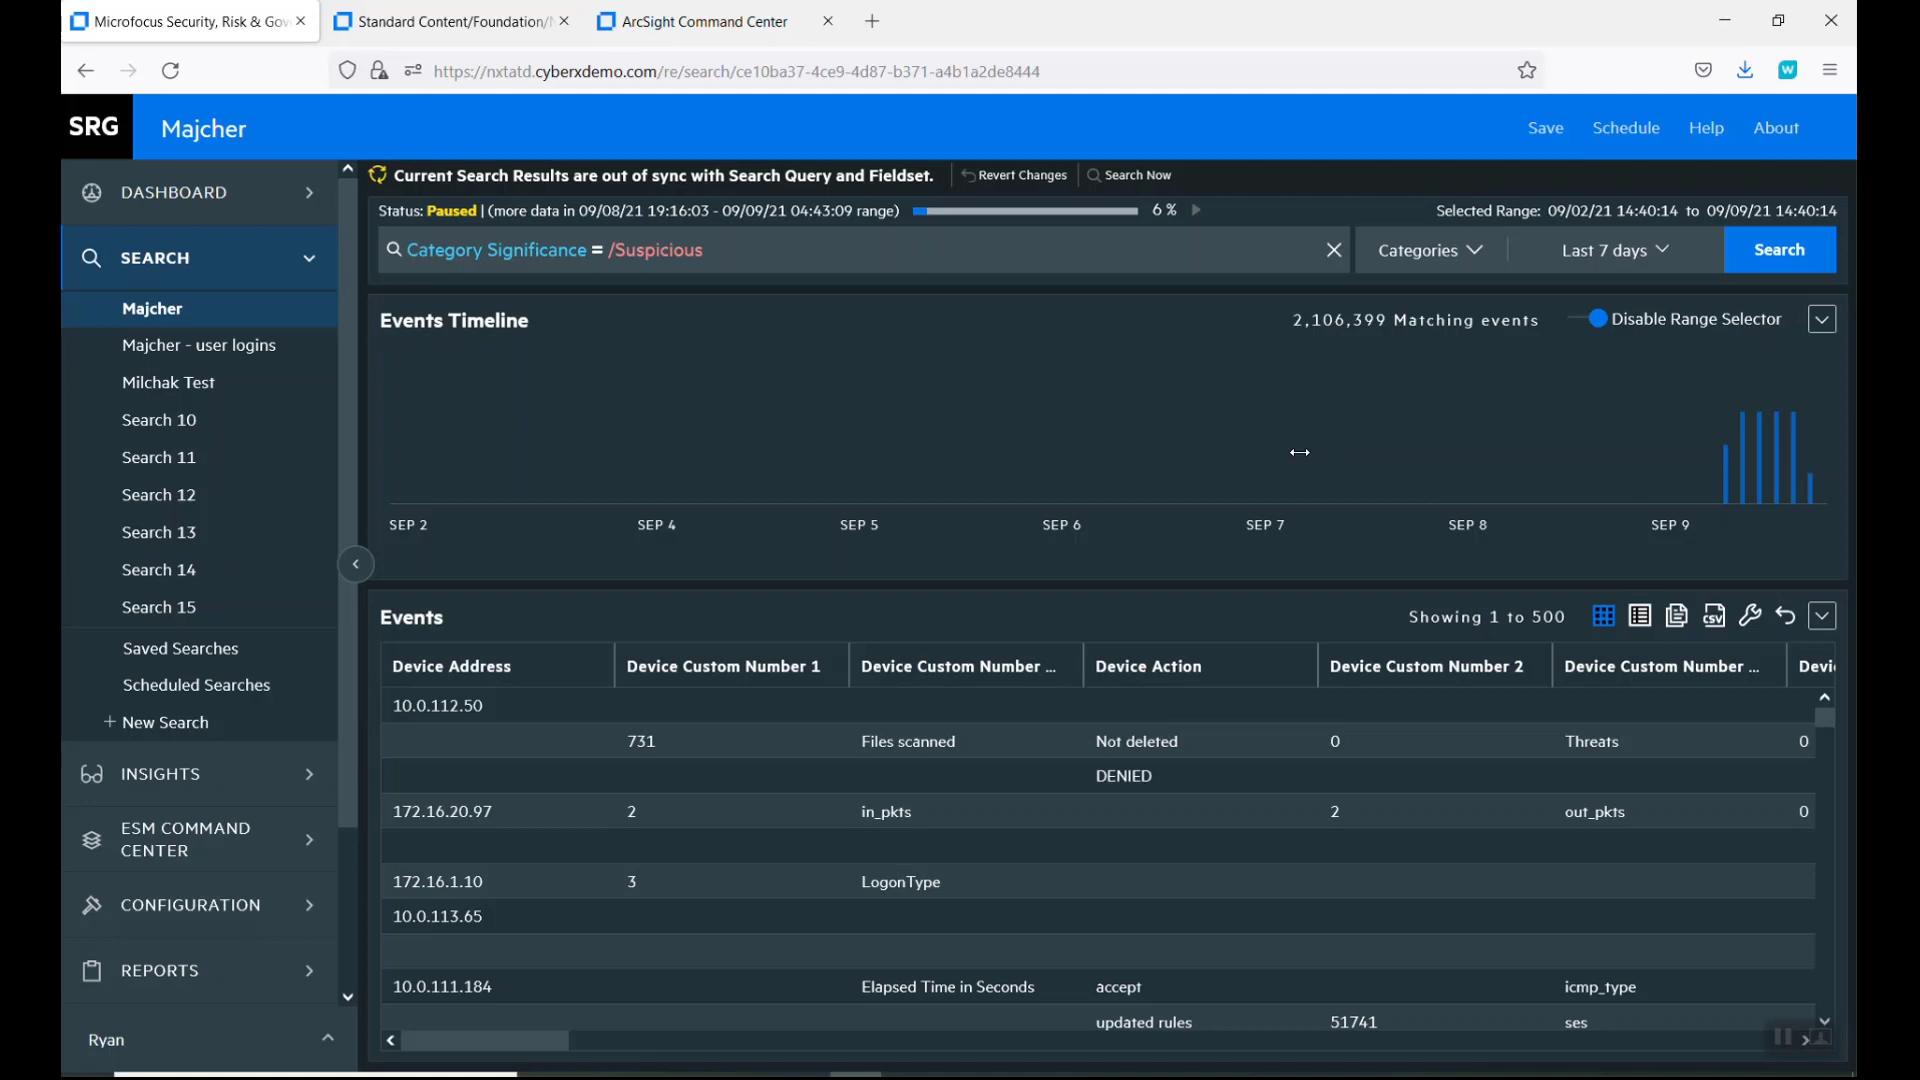 Microfocus Security, Risk & Gov
Standard Content/Foundation/
ArcSight Command Center
https://nxtatd.cyberxdemo.com/re/search/ce10ba37-4ce9-4d87-b371-a4b1a2de8444
SRG
Majcher
Save
Schedule
Help
About
DASHBOARD
SEARCH
Majcher
Majcher - user logins
Milchak Test
Search 10
Search 11
Search 12
Search 13
Search 14
Search 15
Saved Searches
Scheduled Searches
+ New Search
INSIGHTS
ESM COMMAND
CENTER
CONFIGURATION
REPORTS
Ryan
Current Search Results are out of sync with Search Query and Fieldset.
Revert Changes
Search Now
Status: Paused | (more data in 09/08/21 19:16:03 - 09/09/21 04:43:09 range)
6 %
Selected Range: 09/02/21 14:40:14 to 09/09/21 14:40:14
Category Significance = /Suspicious
Categories
Last 7 days
Search
Events Timeline
2,106,399 Matching events
Disable Range Selector
SEP 2 SEP 4 SEP 5 SEP 6 SEP 7 SEP 8 SEP 9
Events
Showing 1 to 500
CSV
Device Address Device Custom Number 1 Device Custom Number ... Device Action Device Custom Number 2 Device Custom Number ... Devi
10.0.112.50
731 Files scanned Not deleted 0 Threats 0
DENIED
172.16.20.97 2 in_pkts 2 out_pkts 0
172.16.1.10 3 LogonType
10.0.113.65
10.0.111.184 Elapsed Time in Seconds accept icmp_type
updated rules 51741 ses